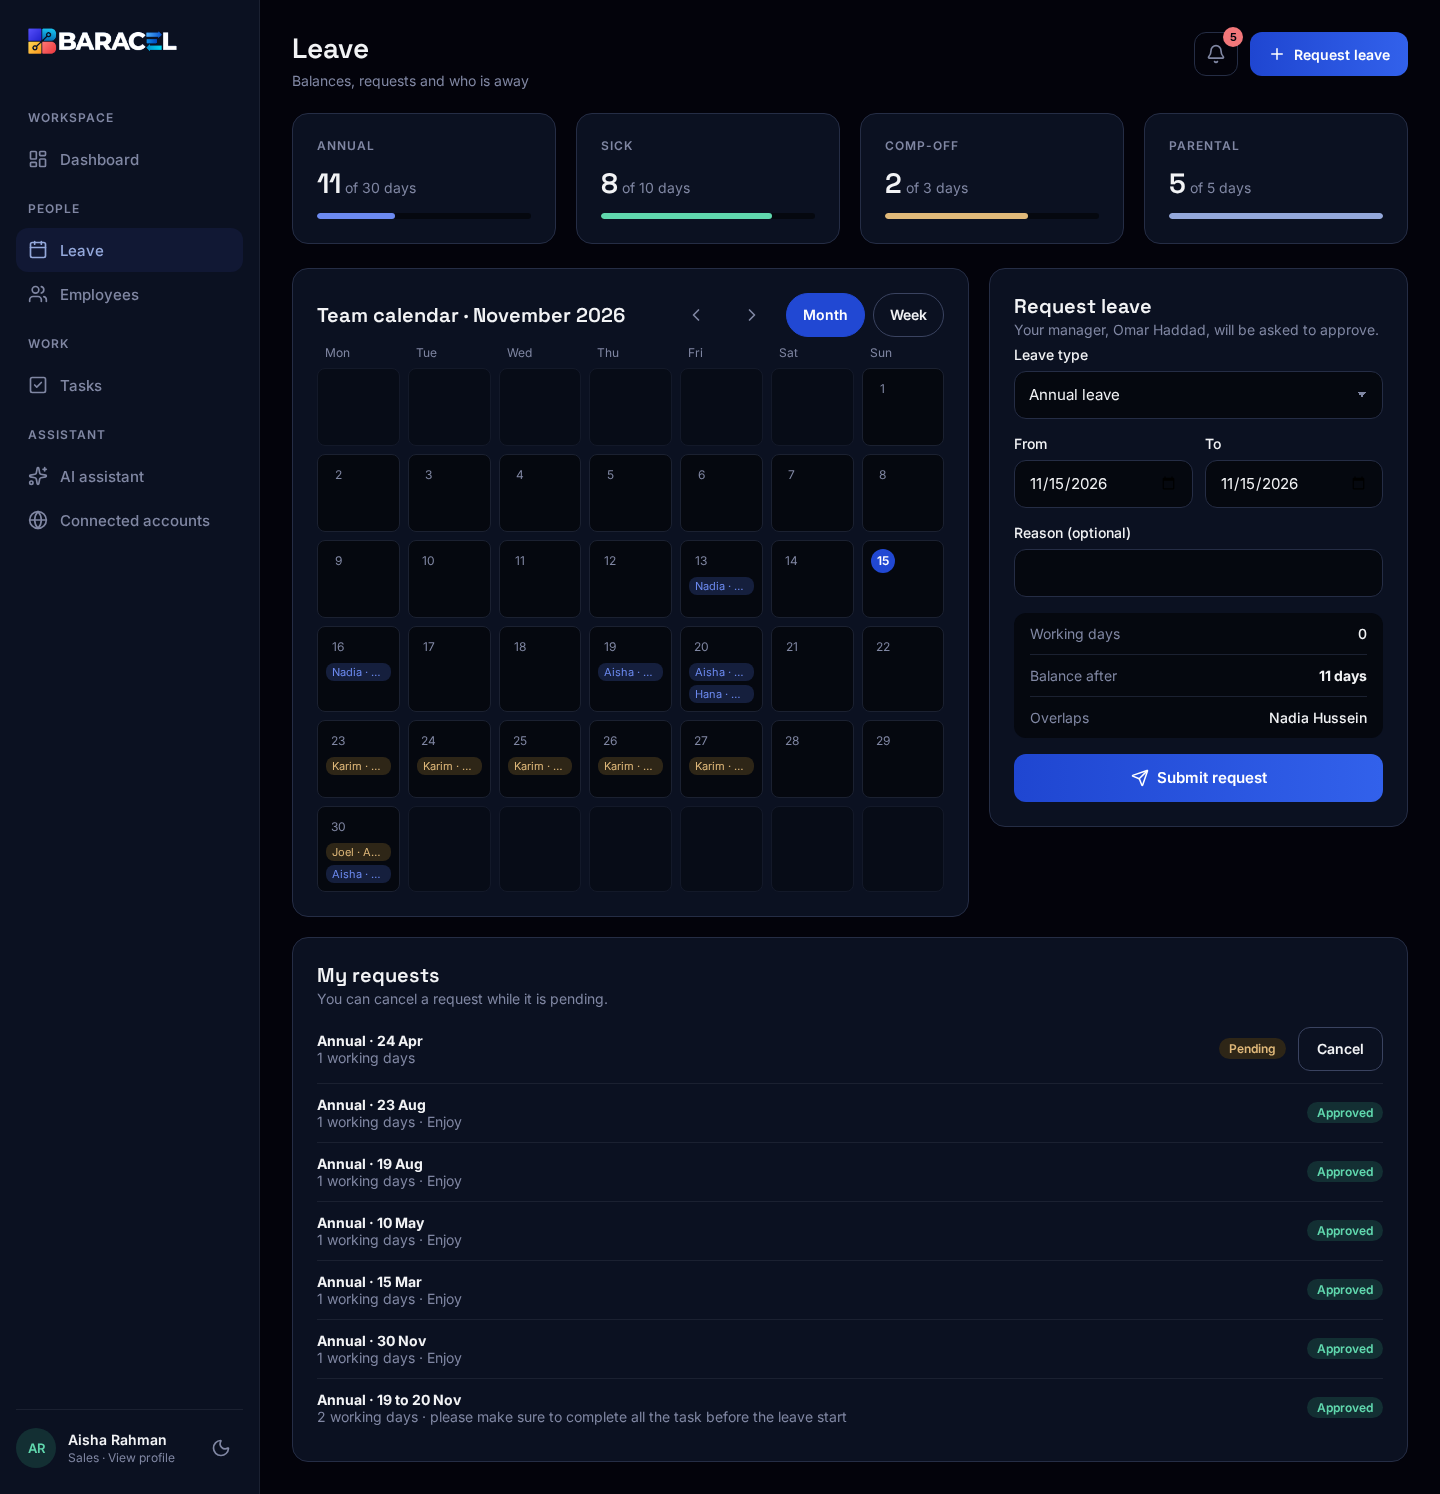 BARACEL
WORKSPACE
Dashboard
PEOPLE
Leave
Employees
WORK
Tasks
ASSISTANT
AI assistant
Connected accounts
AR
Aisha Rahman
Sales · View profile
Leave
Balances, requests and who is away
5
Request leave
ANNUAL
11 of 30 days
SICK
8 of 10 days
COMP-OFF
2 of 3 days
PARENTAL
5 of 5 days
Team calendar · November 2026
Month
Week
Mon Tue Wed Thu Fri Sat Sun
1
2 3 4 5 6 7 8
9 10 11 12 13 14 15
Nadia · ...
16 17 18 19 20 21 22
Nadia · ... Aisha · ... Aisha · ...
Hana · ...
23 24 25 26 27 28 29
Karim · ... Karim · ... Karim · ... Karim · ... Karim · ...
30
Joel · A...
Aisha · ...
Request leave
Your manager, Omar Haddad, will be asked to approve.
Leave type
Annual leave
From To
11/15/2026 11/15/2026
Reason (optional)
Working days 0
Balance after 11 days
Overlaps Nadia Hussein
Submit request
My requests
You can cancel a request while it is pending.
Annual · 24 Apr
1 working days
Pending
Cancel
Annual · 23 Aug
1 working days · Enjoy
Approved
Annual · 19 Aug
1 working days · Enjoy
Approved
Annual · 10 May
1 working days · Enjoy
Approved
Annual · 15 Mar
1 working days · Enjoy
Approved
Annual · 30 Nov
1 working days · Enjoy
Approved
Annual · 19 to 20 Nov
2 working days · please make sure to complete all the task before the leave start
Approved